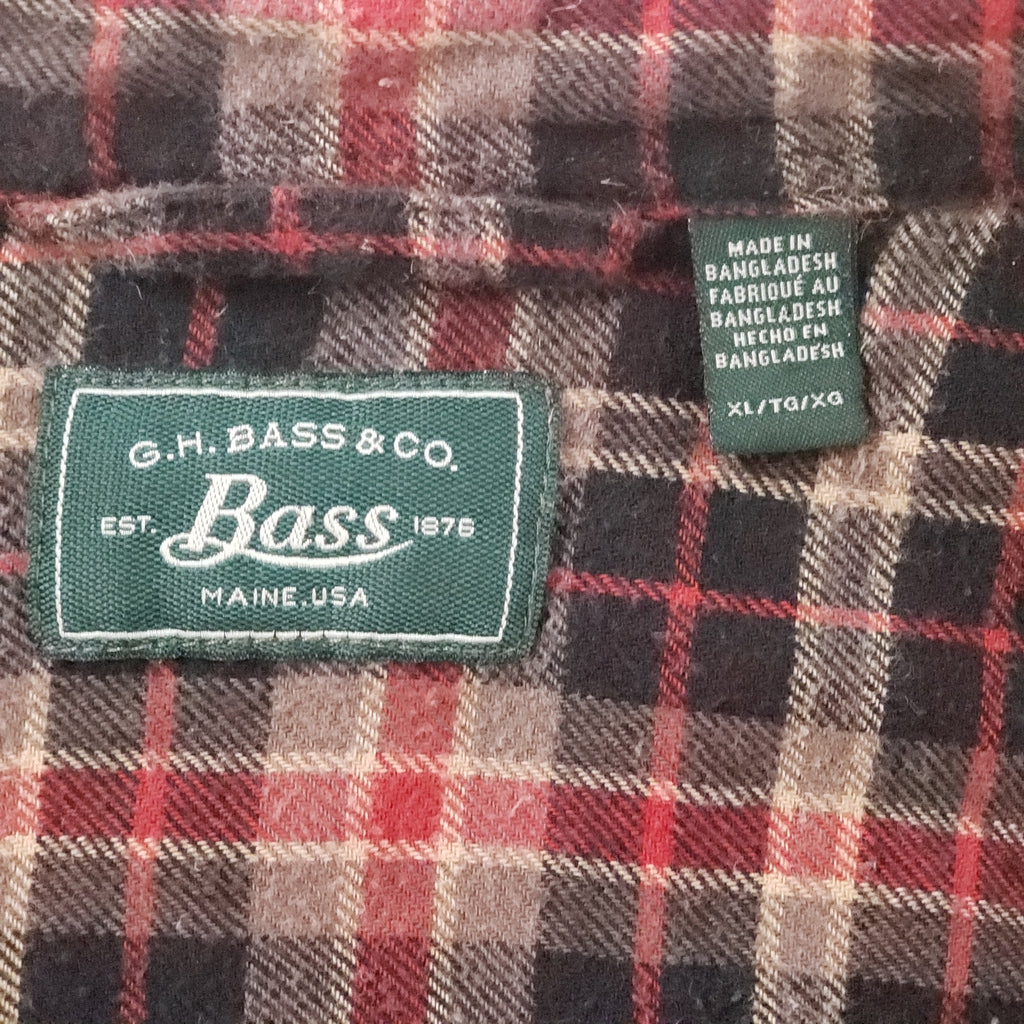 G.H. BASS & CO.
EST. Bass 1876
MAINE, USA
MADE IN
BANGLADESH
FABRIQUÉ AU
BANGLADESH
HECHO EN
BANGLADESH
XL/TG/XG